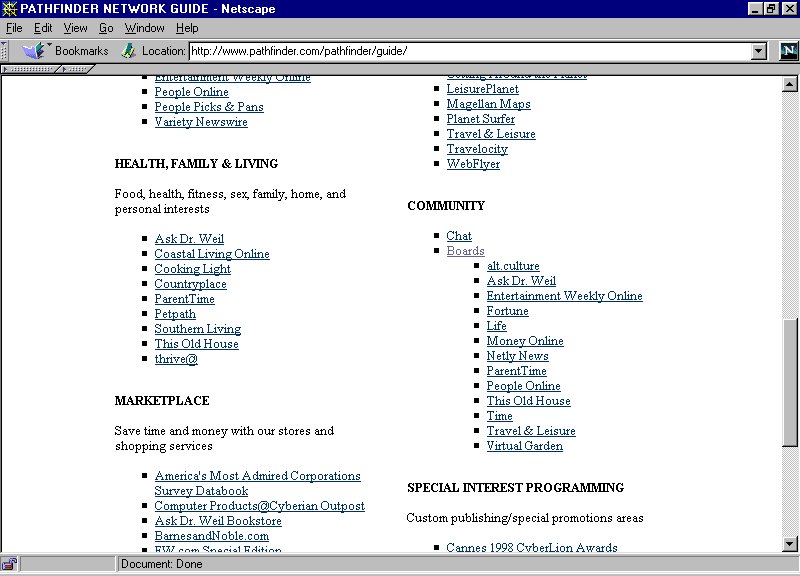 PATHFINDER NETWORK GUIDE - Netscape
File Edit View Go Window Help
Bookmarks Location: http://www.pathfinder.com/pathfinder/guide/
Entertainment Weekly Online
People Online
People Picks & Pans
Variety Newswire
HEALTH, FAMILY & LIVING
Food, health, fitness, sex, family, home, and
personal interests
Ask Dr. Weil
Coastal Living Online
Cooking Light
Countryplace
ParentTime
Petpath
Southern Living
This Old House
thrive@
MARKETPLACE
Save time and money with our stores and
shopping services
America's Most Admired Corporations
Survey Databook
Computer Products@Cyberian Outpost
Ask Dr. Weil Bookstore
BarnesandNoble.com
EW.com Special Edition
Getting Around the Planet
LeisurePlanet
Magellan Maps
Planet Surfer
Travel & Leisure
Travelocity
WebFlyer
COMMUNITY
Chat
Boards
alt.culture
Ask Dr. Weil
Entertainment Weekly Online
Fortune
Life
Money Online
Netly News
ParentTime
People Online
This Old House
Time
Travel & Leisure
Virtual Garden
SPECIAL INTEREST PROGRAMMING
Custom publishing/special promotions areas
Cannes 1998 CyberLion Awards
Document: Done